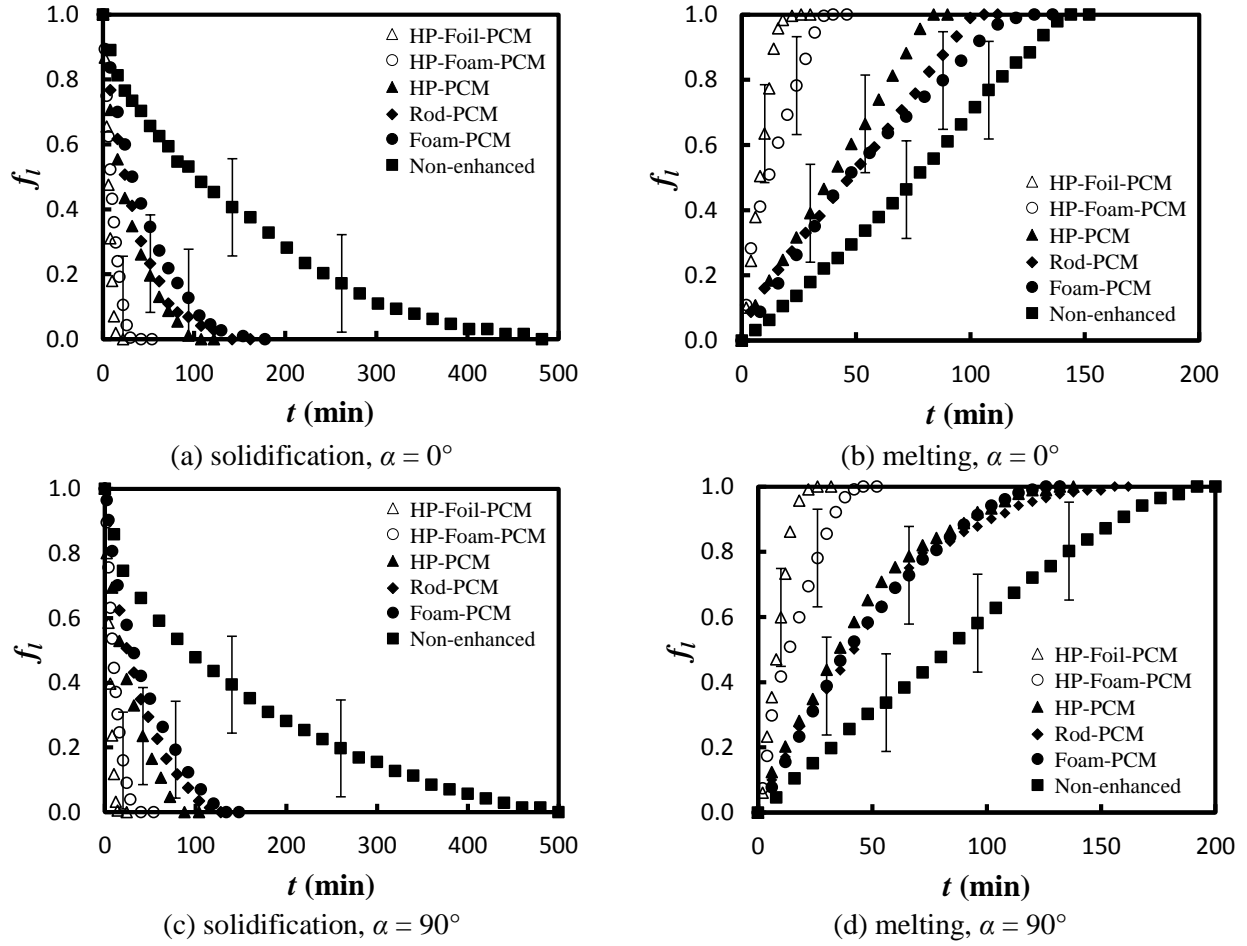 1.0
0.8
0.6
0.4
0.2
0.0
f_l
HP-Foil-PCM
HP-Foam-PCM
HP-PCM
Rod-PCM
Foam-PCM
Non-enhanced
0 100 200 300 400 500
t (min)
(a) solidification, α = 0°
1.0
0.8
0.6
0.4
0.2
0.0
f_l
HP-Foil-PCM
HP-Foam-PCM
HP-PCM
Rod-PCM
Foam-PCM
Non-enhanced
0 50 100 150 200
t (min)
(b) melting, α = 0°
1.0
0.8
0.6
0.4
0.2
0.0
f_l
HP-Foil-PCM
HP-Foam-PCM
HP-PCM
Rod-PCM
Foam-PCM
Non-enhanced
0 100 200 300 400 500
t (min)
(c) solidification, α = 90°
1.0
0.8
0.6
0.4
0.2
0.0
f_l
HP-Foil-PCM
HP-Foam-PCM
HP-PCM
Rod-PCM
Foam-PCM
Non-enhanced
0 50 100 150 200
t (min)
(d) melting, α = 90°